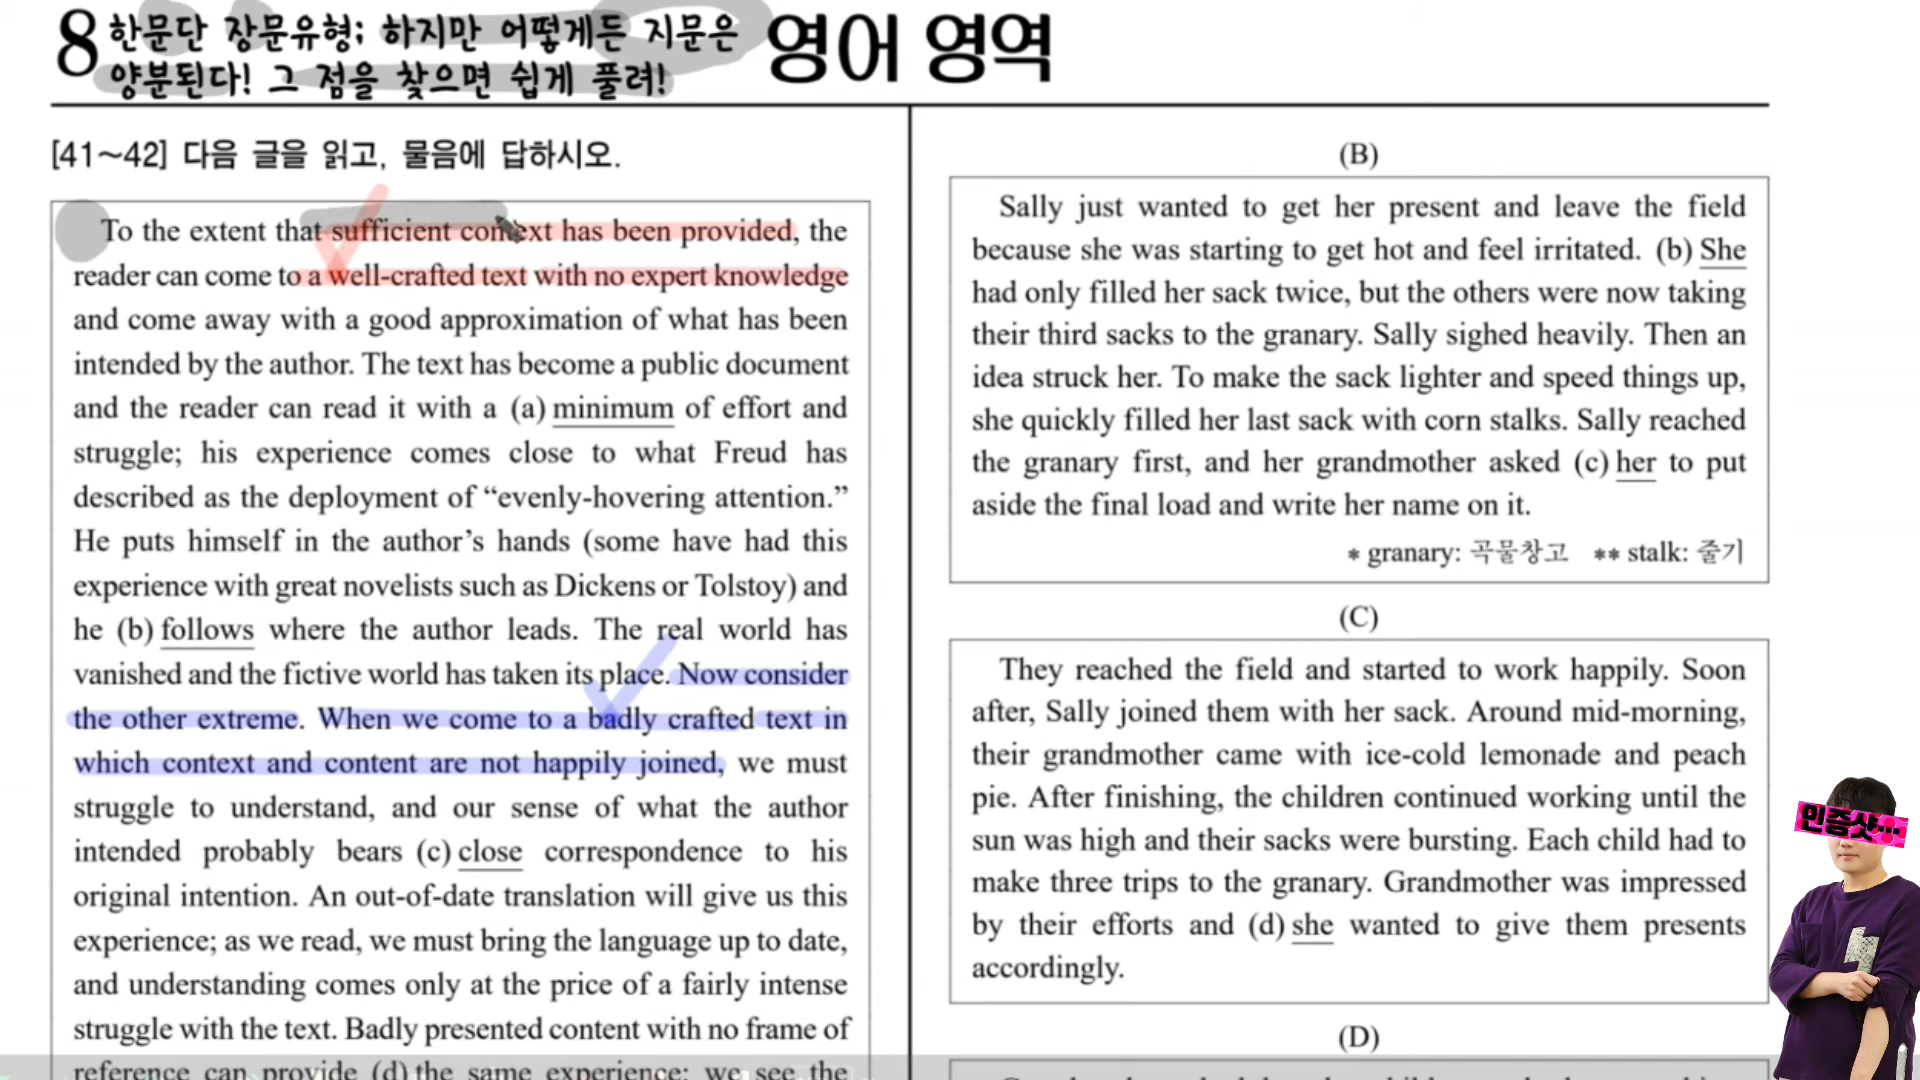 8 한문단 장문유형; 하지만 어떻게든 지문은
양분된다! 그 점을 찾으면 쉽게 풀려!
영어 영역
[41～42] 다음 글을 읽고, 물음에 답하시오.
To the extent that sufficient context has been provided, the
reader can come to a well-crafted text with no expert knowledge
and come away with a good approximation of what has been
intended by the author. The text has become a public document
and the reader can read it with a (a) minimum of effort and
struggle; his experience comes close to what Freud has
described as the deployment of “evenly-hovering attention.”
He puts himself in the author’s hands (some have had this
experience with great novelists such as Dickens or Tolstoy) and
he (b) follows where the author leads. The real world has
vanished and the fictive world has taken its place. Now consider
the other extreme. When we come to a badly crafted text in
which context and content are not happily joined, we must
struggle to understand, and our sense of what the author
intended probably bears (c) close correspondence to his
original intention. An out-of-date translation will give us this
experience; as we read, we must bring the language up to date,
and understanding comes only at the price of a fairly intense
struggle with the text. Badly presented content with no frame of
reference can provide (d) the same experience; we see the
(B)
Sally just wanted to get her present and leave the field
because she was starting to get hot and feel irritated. (b) She
had only filled her sack twice, but the others were now taking
their third sacks to the granary. Sally sighed heavily. Then an
idea struck her. To make the sack lighter and speed things up,
she quickly filled her last sack with corn stalks. Sally reached
the granary first, and her grandmother asked (c) her to put
aside the final load and write her name on it.
* granary: 곡물창고 ** stalk: 줄기
(C)
They reached the field and started to work happily. Soon
after, Sally joined them with her sack. Around mid-morning,
their grandmother came with ice-cold lemonade and peach
pie. After finishing, the children continued working until the
sun was high and their sacks were bursting. Each child had to
make three trips to the granary. Grandmother was impressed
by their efforts and (d) she wanted to give them presents
accordingly.
(D)
인증샷…